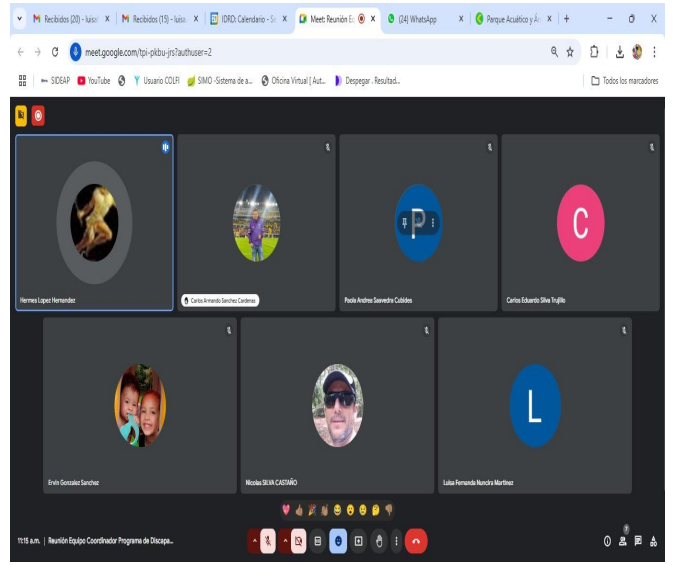 Recibidos (20) - luisa
Recibidos (15) - luisa
IDRD: Calendario - Se
Meet: Reunión E
(24) WhatsApp
Parque Acuático y Á
meet.google.com/tpi-pkbu-jrs?authuser=2
SIDEAP
YouTube
Usuario COLFI
SIMO -Sistema de a...
Oficina Virtual [ Aut...
Despegar . Resultad...
Todos los marcadores
Hermes Lopez Hernandez
Carlos Armando Sanchez Cardenas
P
Paola Andrea Saavedra Cubides
C
Carlos Eduardo Silva Trujillo
Ervin Gonzalez Sanchez
Nicolas SILVA CASTAÑO
L
Luisa Fernanda Nuncira Martinez
11:15 a.m. | Reunión Equipo Coordinador Programa de Discapa...
7